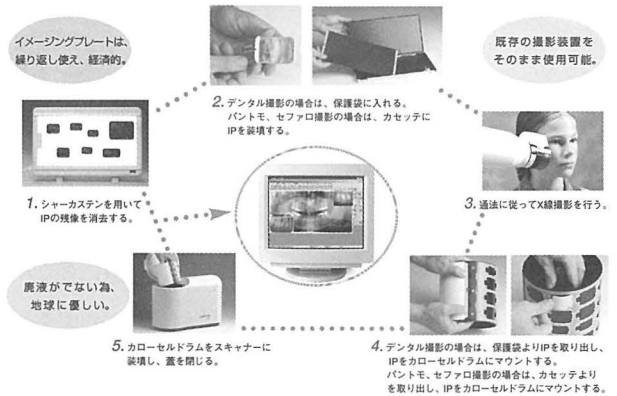 イメージングプレートは、
繰り返し使え、経済的。
既存の撮影装置を
そのまま使用可能。
2. デンタル撮影の場合は、保護袋に入れる。
パントモ、セファロ撮影の場合は、カセッテに
IPを装填する。
1. シャーカステンを用いて
IPの残像を消去する。
3. 通法に従ってX線撮影を行う。
廃液がでない為、
地球に優しい。
5. カローセルドラムをスキャナーに
装填し、蓋を閉じる。
4. デンタル撮影の場合は、保護袋よりIPを取り出し、
IPをカローセルドラムにマウントする。
パントモ、セファロ撮影の場合は、カセッテより
を取り出し、IPをカローセルドラムにマウントする。